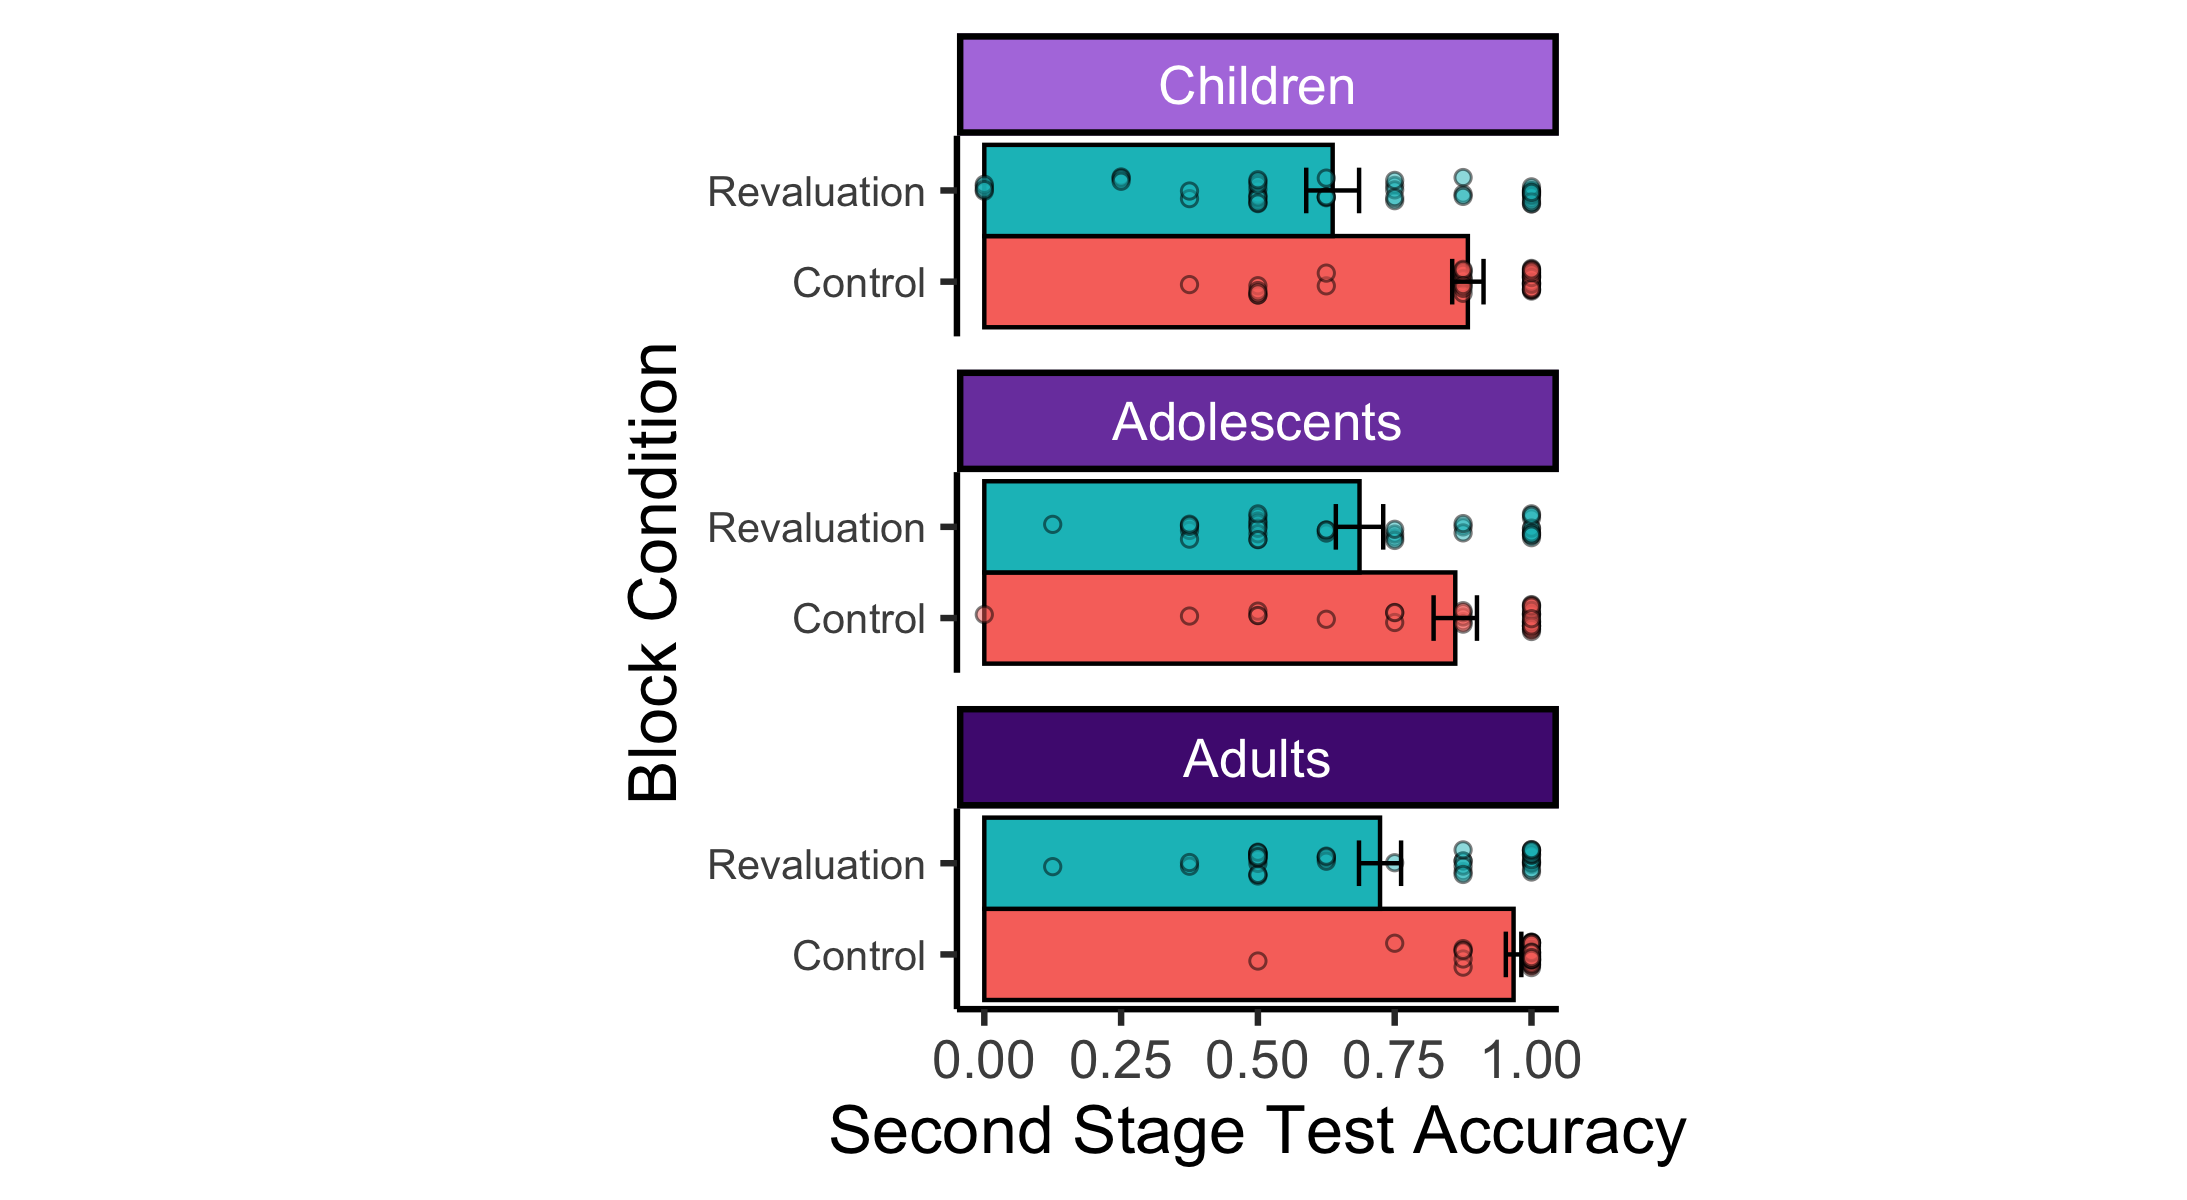 Children
Revaluation
Control
Adolescents
Revaluation
Control
Adults
Revaluation
Control
Block Condition
0.00 0.25 0.50 0.75 1.00
Second Stage Test Accuracy